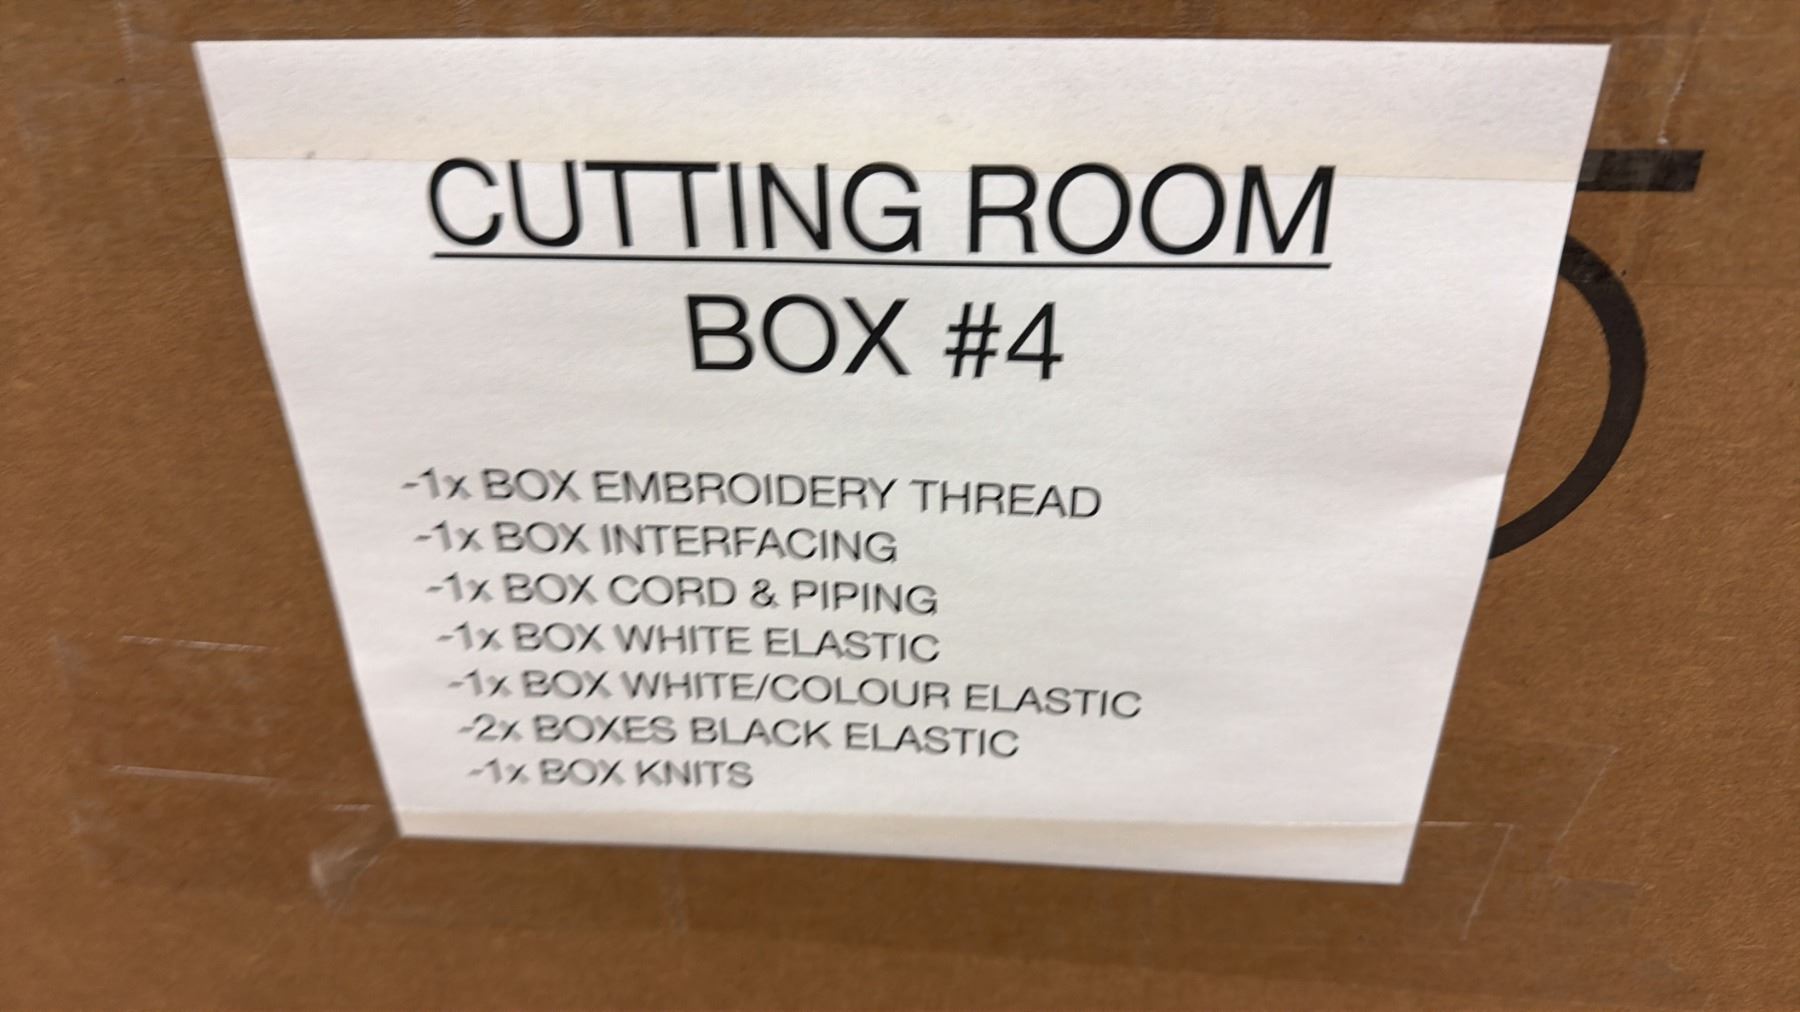 CUTTING ROOM
BOX #4
-1x BOX EMBROIDERY THREAD
-1x BOX INTERFACING
-1x BOX CORD & PIPING
-1x BOX WHITE ELASTIC
-1x BOX WHITE/COLOUR ELASTIC
-2x BOXES BLACK ELASTIC
-1x BOX KNITS